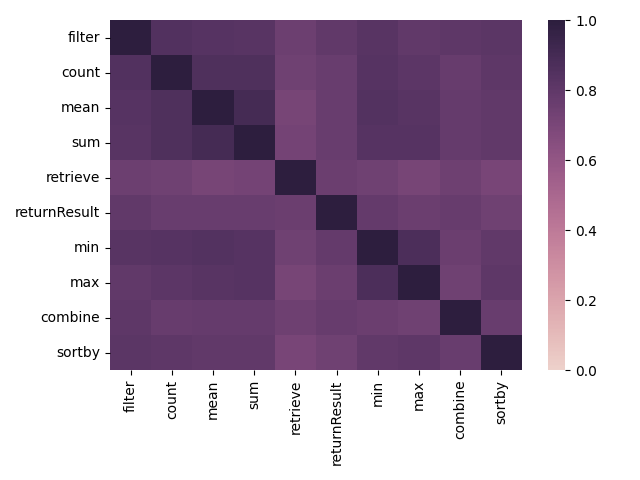 filter
count
mean
sum
retrieve
returnResult
min
max
combine
sortby
filter
count
mean
sum
retrieve
returnResult
min
max
combine
sortby
1.0
0.8
0.6
0.4
0.2
0.0